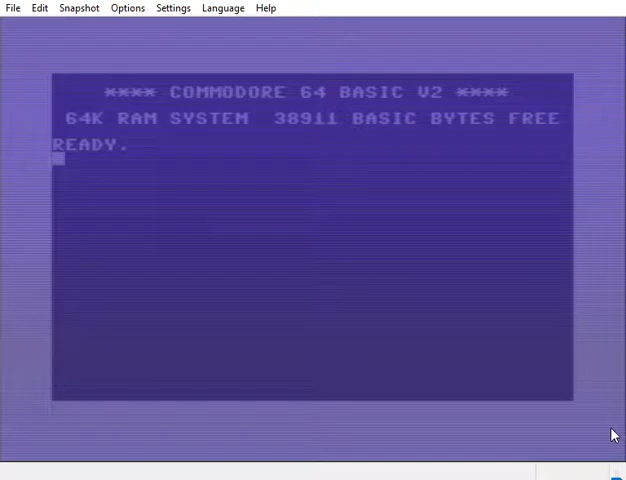 File Edit Snapshot Options Settings Language Help
**** COMMODORE 64 BASIC V2 ****
64K RAM SYSTEM 38911 BASIC BYTES FREE
READY.